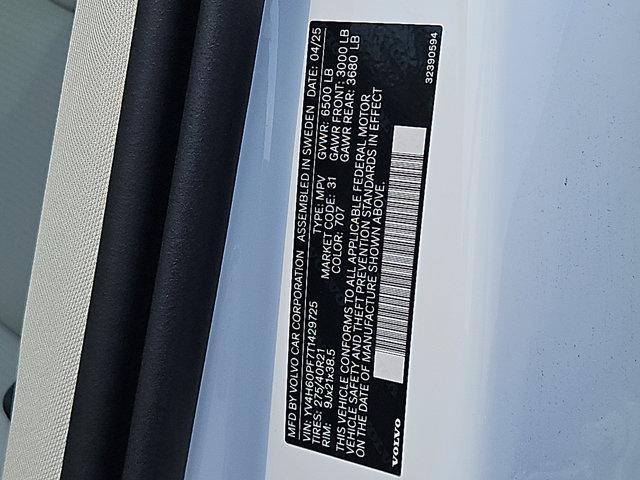 MFD BY VOLVO CAR CORPORATION ASSEMBLED IN SWEDEN DATE: 04/25
VIN: YV4H60PF7T1429725 TYPE: MPV GVWR: 6500 LB
TIRES: 275/40R21 MARKET CODE: 31 GAWR FRONT: 3000 LB
RIM: 9Jx21x38.5 COLOR: 707 GAWR REAR: 3680 LB
THIS VEHICLE CONFORMS TO ALL APPLICABLE FEDERAL MOTOR
VEHICLE SAFETY AND THEFT PREVENTION STANDARDS IN EFFECT
ON THE DATE OF MANUFACTURE SHOWN ABOVE.
VOLVO
32390594